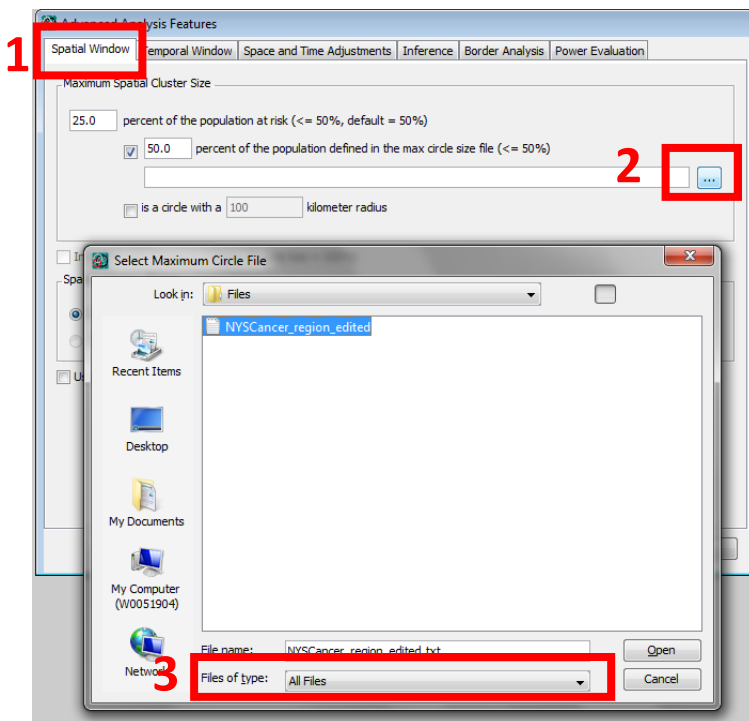 Advanced Analysis Features
1
Spatial Window Temporal Window Space and Time Adjustments Inference Border Analysis Power Evaluation
Maximum Spatial Cluster Size
25.0 percent of the population at risk (<= 50%, default = 50%)
50.0 percent of the population defined in the max circle size file (<= 50%)
2
...
is a circle with a 100 kilometer radius
Select Maximum Circle File
Look in: Files
NYSCancer_region_edited
Recent Items
Desktop
My Documents
My Computer
(W0051904)
Network
File name: NYSCancer_region_edited.txt Open
3
Files of type: All Files Cancel